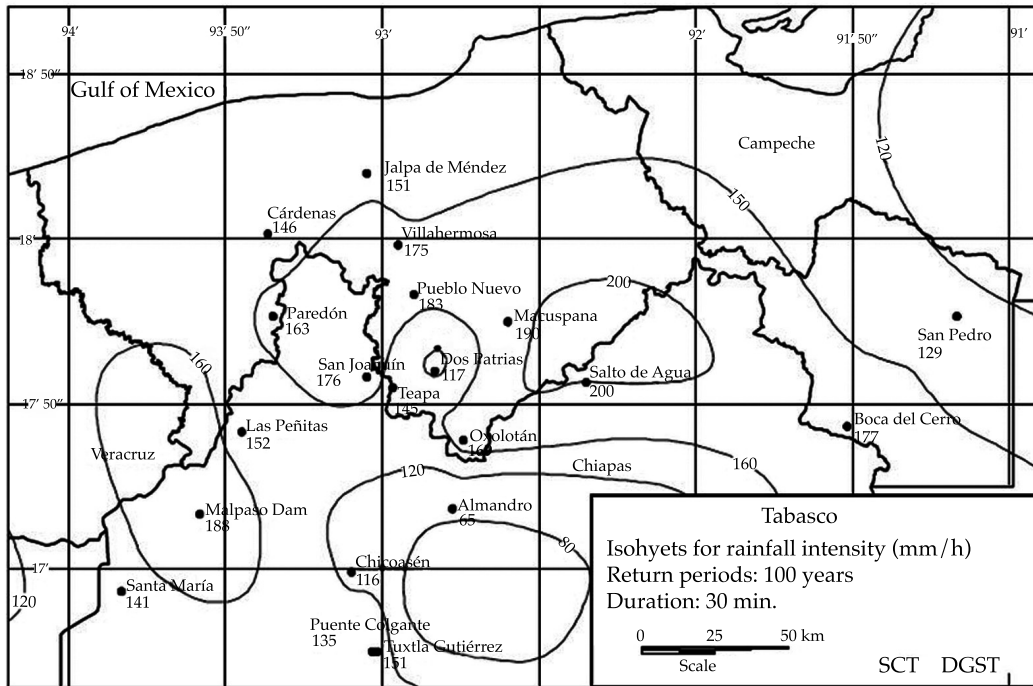 94’
93’ 50”
93’
92’
91’ 50”
91’
18’ 50”
Gulf of Mexico
Campeche
120
Jalpa de Méndez
151
150
Cárdenas
146
Villahermosa
175
18’
200
Pueblo Nuevo
183
Paredón
163
Macuspana
190
San Pedro
129
160
San Joaquín
176
Dos Patrias
117
Salto de Agua
200
Teapa
145
17’ 50”
Las Peñitas
152
Boca del Cerro
177
Oxolotán
Veracruz
120
Chiapas
160
Malpaso Dam
188
Almandro
65
80
Chicoasén
116
17’
Santa María
141
120
Puente Colgante
135
Tuxtla Gutiérrez
151
Tabasco
Isohyets for rainfall intensity (mm/h)
Return periods: 100 years
Duration: 30 min.
0 25 50 km
Scale
SCT DGST